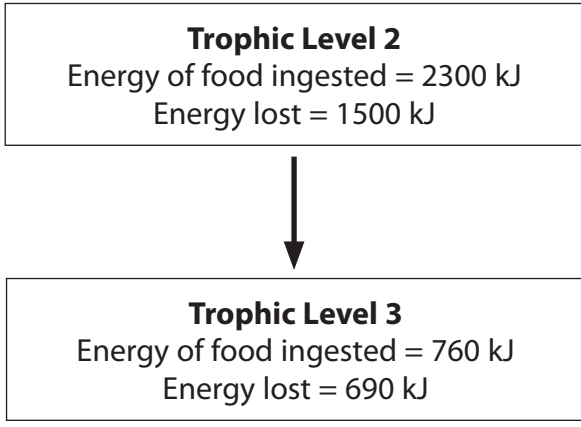 Trophic Level 2
Energy of food ingested = 2300 kJ
Energy lost = 1500 kJ
Trophic Level 3
Energy of food ingested = 760 kJ
Energy lost = 690 kJ